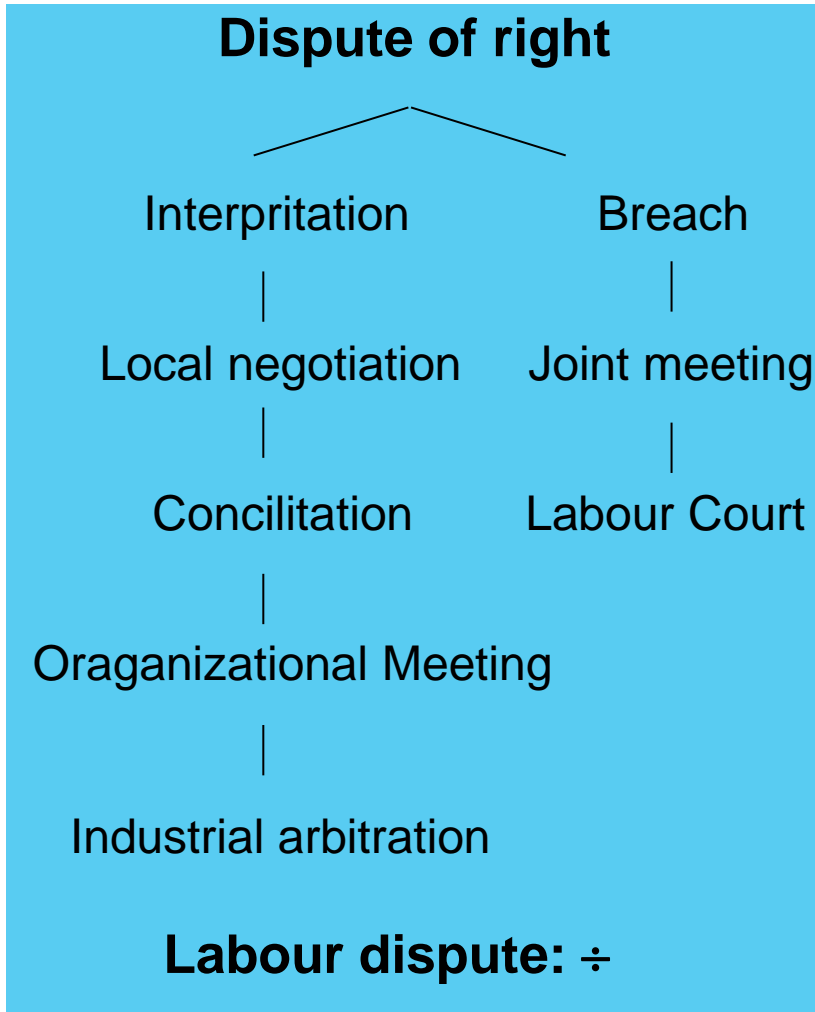 Dispute of right
Interpritation Breach
Local negotiation Joint meeting
Concilitation Labour Court
Oraganizational Meeting
Industrial arbitration
Labour dispute: ÷